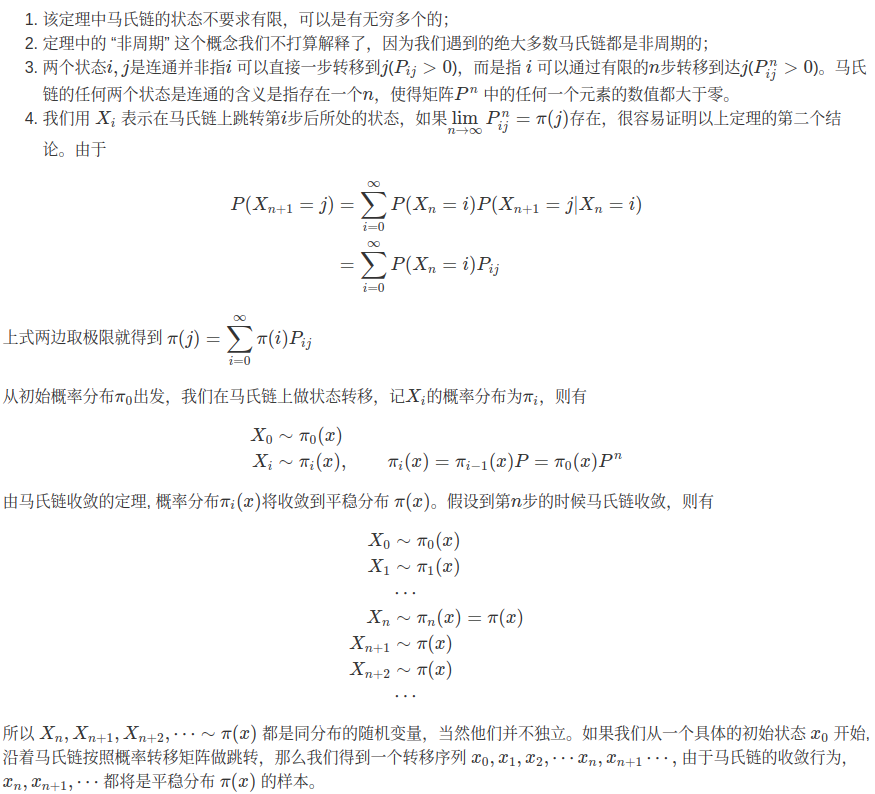 1. 该定理中马氏链的状态不要求有限，可以是有无穷多个的；
2. 定理中的 “非周期” 这个概念我们不打算解释了，因为我们遇到的绝大多数马氏链都是非周期的；
3. 两个状态$i, j$是连通并非指$i$ 可以直接一步转移到$j$($P_{ij} > 0$)，而是指 $i$ 可以通过有限的$n$步转移到达$j$($P_{ij}^n > 0$)。马氏
链的任何两个状态是连通的含义是指存在一个$n$，使得矩阵$P^n$ 中的任何一个元素的数值都大于零。
4. 我们用 $X_i$ 表示在马氏链上跳转第$i$步后所处的状态，如果$\lim_{n \to \infty} P_{ij}^n = \pi(j)$存在，很容易证明以上定理的第二个结
论。由于
$P(X_{n+1} = j) = \sum_{i=0}^{\infty} P(X_n = i)P(X_{n+1} = j|X_n = i)$
$= \sum_{i=0}^{\infty} P(X_n = i)P_{ij}$
上式两边取极限就得到 $\pi(j) = \sum_{i=0}^{\infty} \pi(i)P_{ij}$
从初始概率分布$\pi_0$出发，我们在马氏链上做状态转移，记$X_i$的概率分布为$\pi_i$，则有
$X_0 \sim \pi_0(x)$
$X_i \sim \pi_i(x), \quad \pi_i(x) = \pi_{i-1}(x)P = \pi_0(x)P^n$
由马氏链收敛的定理, 概率分布$\pi_i(x)$将收敛到平稳分布 $\pi(x)$。假设到第$n$步的时候马氏链收敛，则有
$X_0 \sim \pi_0(x)$
$X_1 \sim \pi_1(x)$
$\cdots$
$X_n \sim \pi_n(x) = \pi(x)$
$X_{n+1} \sim \pi(x)$
$X_{n+2} \sim \pi(x)$
$\cdots$
所以 $X_n, X_{n+1}, X_{n+2}, \cdots \sim \pi(x)$ 都是同分布的随机变量，当然他们并不独立。如果我们从一个具体的初始状态 $x_0$ 开始,
沿着马氏链按照概率转移矩阵做跳转，那么我们得到一个转移序列 $x_0, x_1, x_2, \cdots x_n, x_{n+1} \cdots,$ 由于马氏链的收敛行为，
$x_n, x_{n+1}, \cdots$ 都将是平稳分布 $\pi(x)$ 的样本。